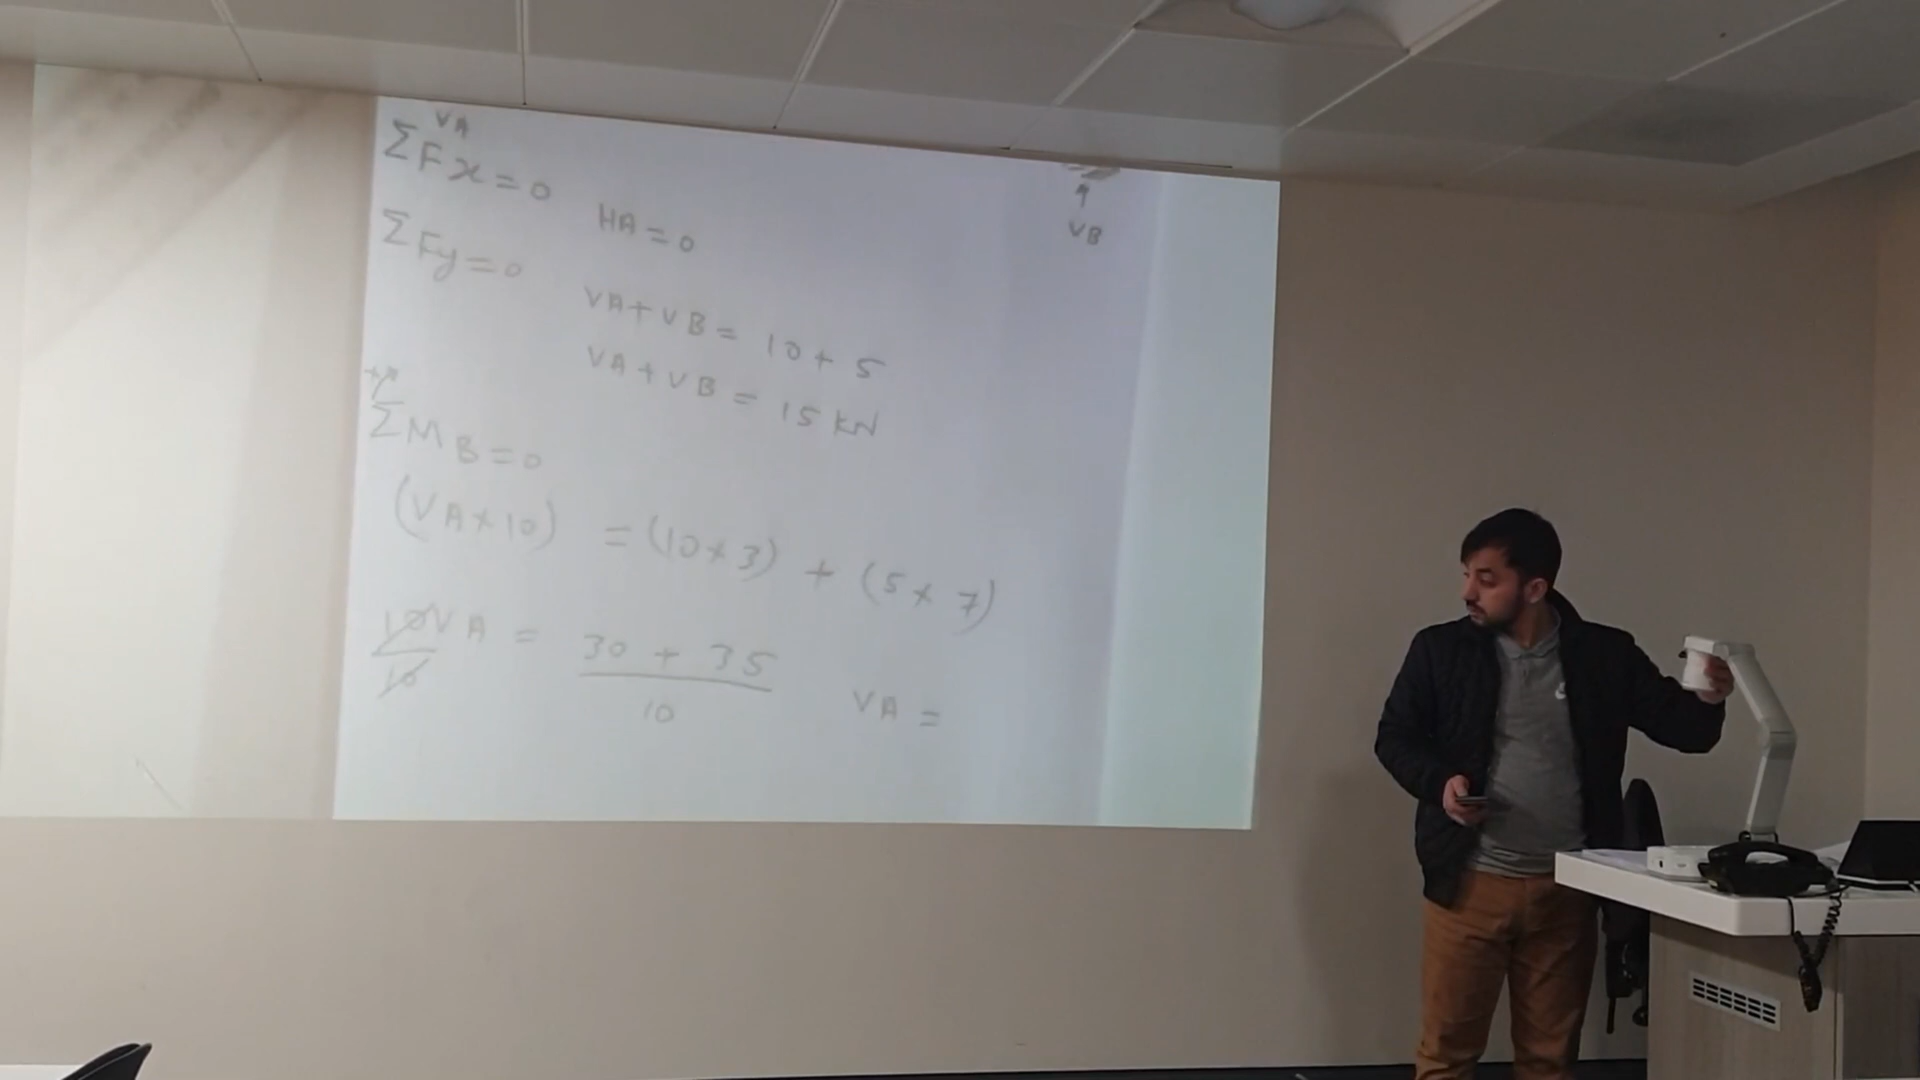 VA
ΣFx = 0
HA = 0
VB
ΣFy = 0
VA + VB = 10 + 5
VA + VB = 15 kN
ΣMB = 0
(VA × 10) = (10 × 3) + (5 × 7)
10VA / 10 = 30 + 35 / 10
VA =